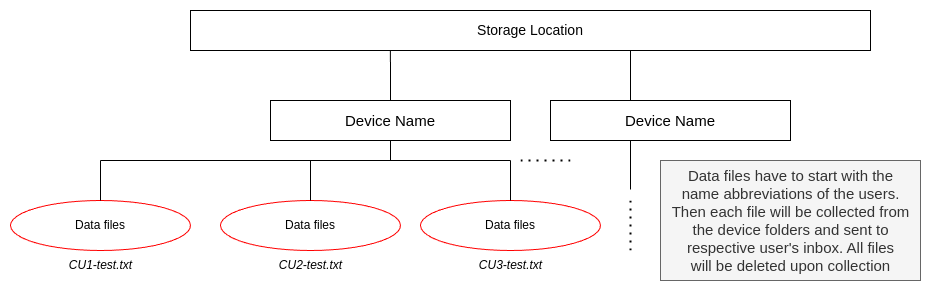 Storage Location
Device Name
Device Name
Data files
Data files
Data files
CU1-test.txt
CU2-test.txt
CU3-test.txt
Data files have to start with the
name abbreviations of the users.
Then each file will be collected from
the device folders and sent to
respective user's inbox. All files
will be deleted upon collection